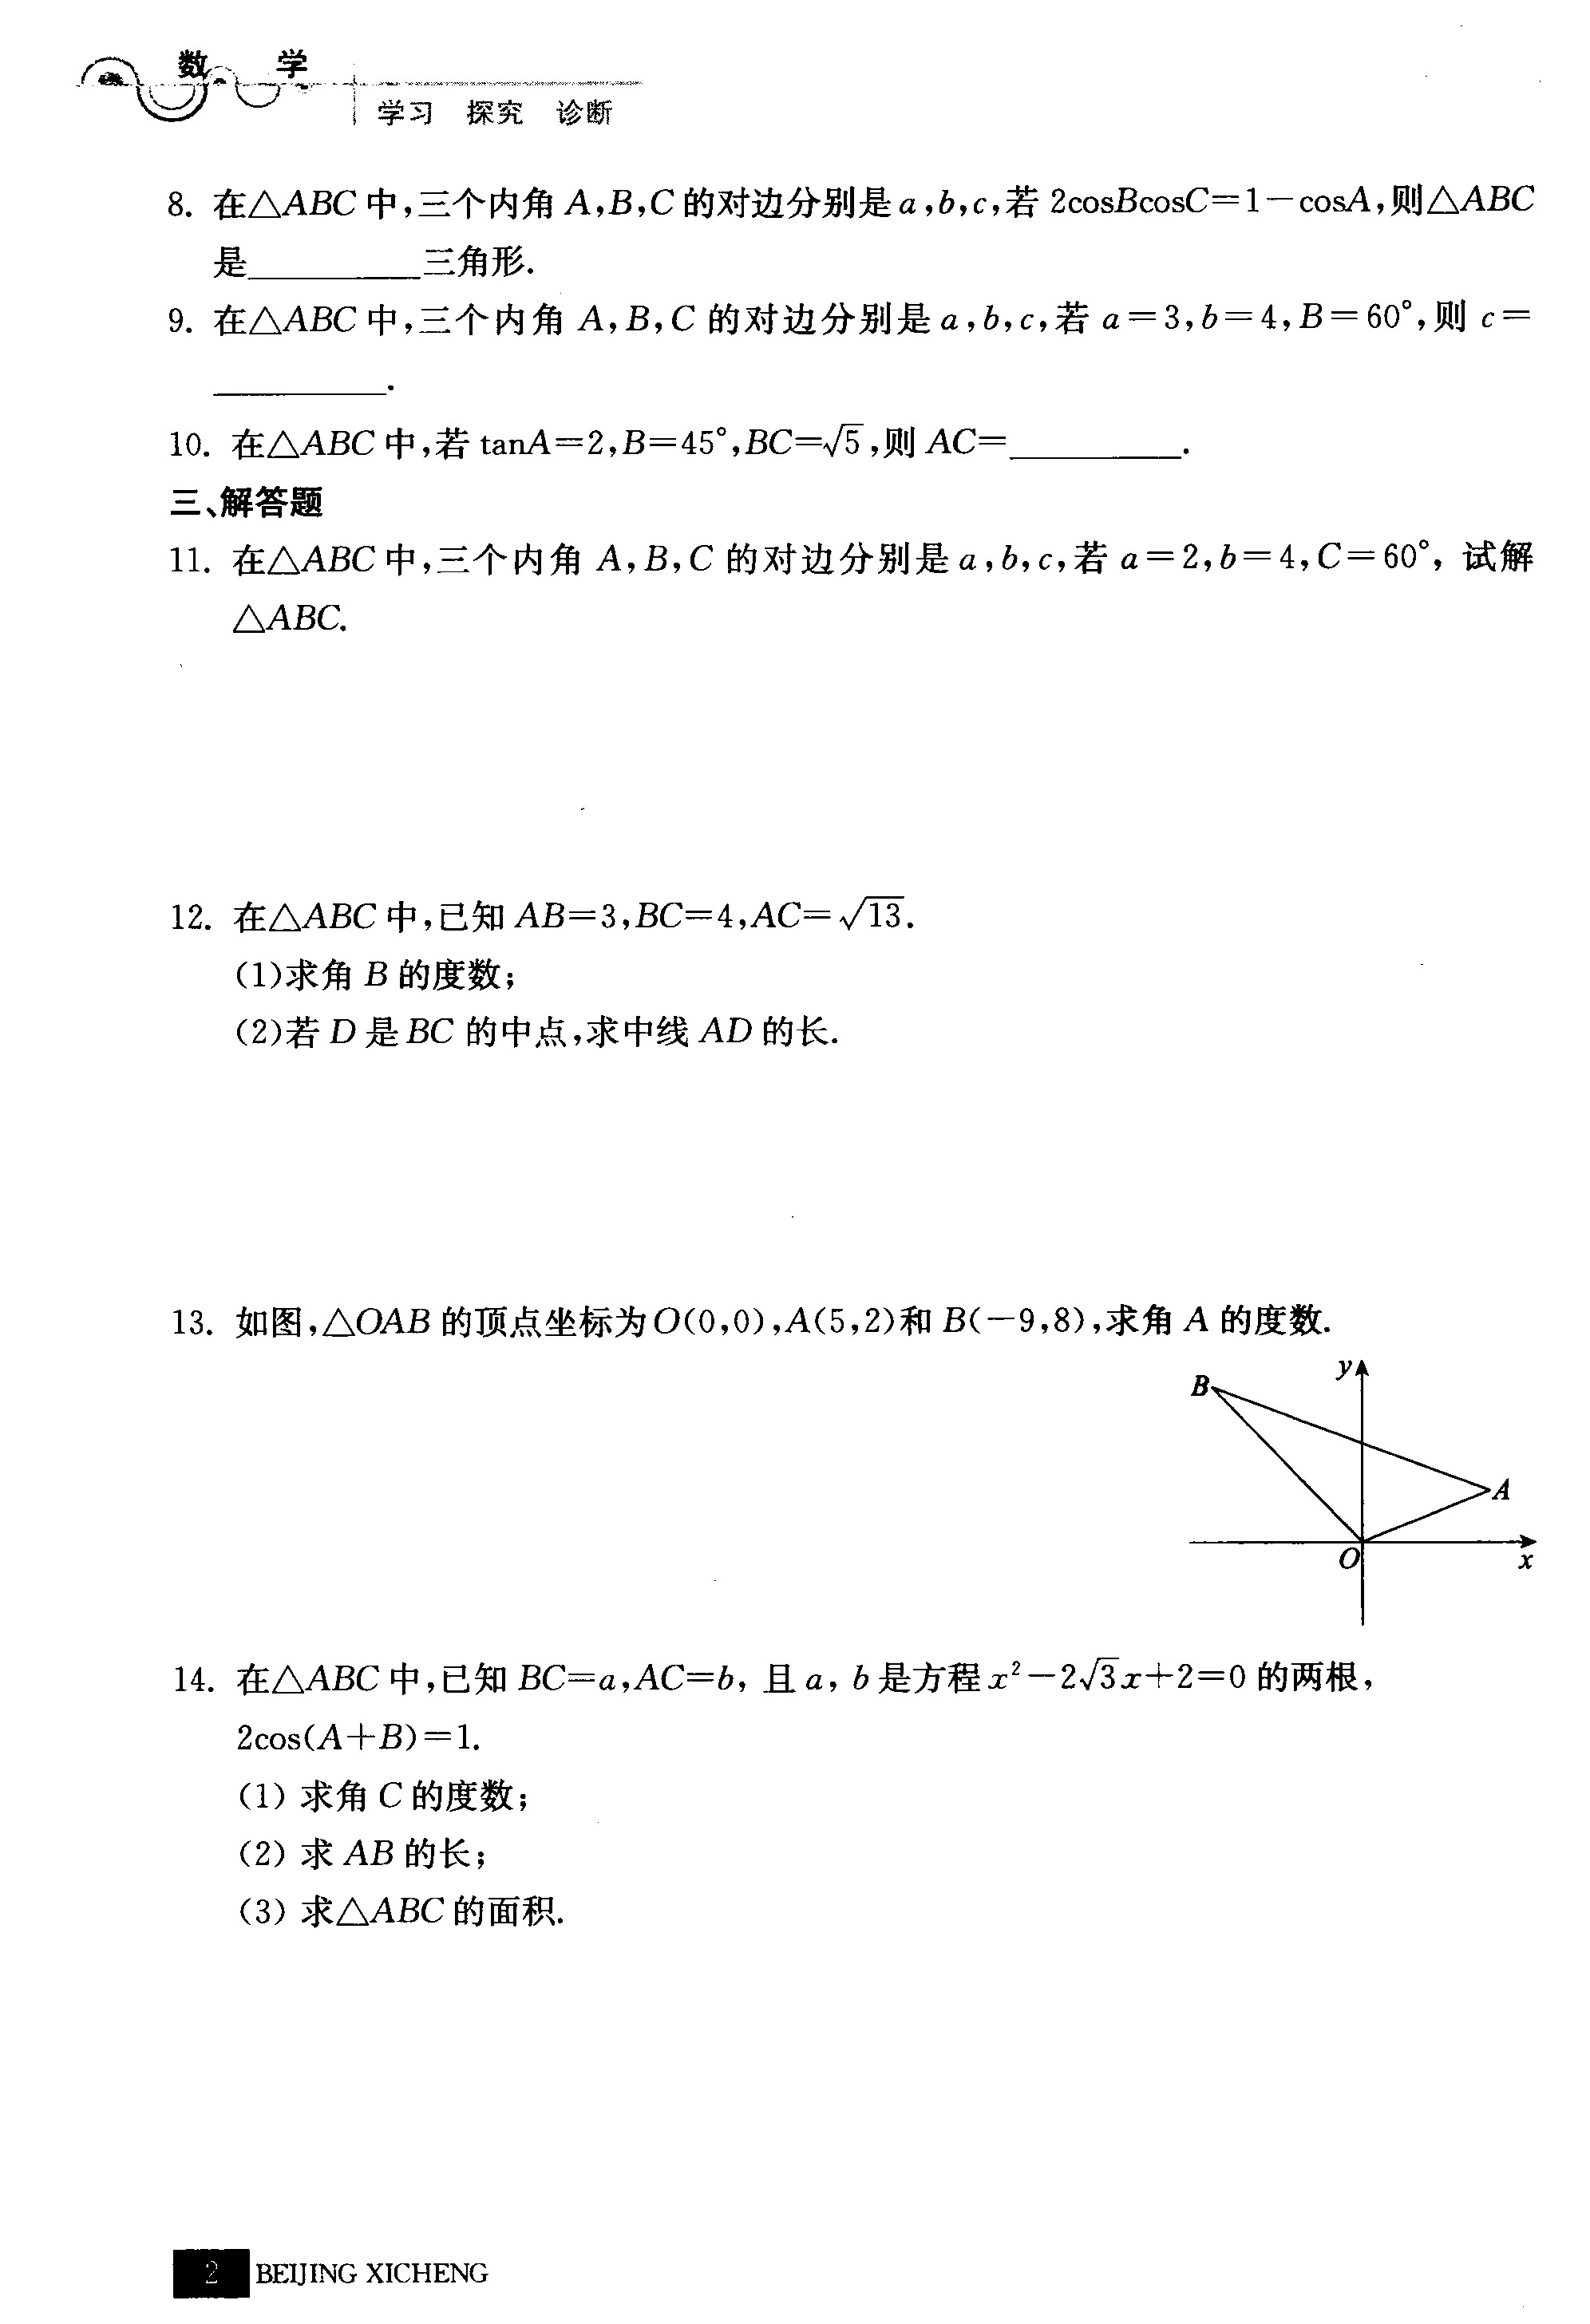 数 学
学习 探究 诊断
8. 在△ABC中,三个内角A,B,C的对边分别是a,b,c,若2cosBcosC=1-cosA,则△ABC
是__________三角形.
9. 在△ABC中,三个内角A,B,C的对边分别是a,b,c,若a=3,b=4,B=60°,则c=
__________.
10. 在△ABC中,若tanA=2,B=45°,BC=√5,则AC=__________.
三、解答题
11. 在△ABC中,三个内角A,B,C的对边分别是a,b,c,若a=2,b=4,C=60°,试解
△ABC.
12. 在△ABC中,已知AB=3,BC=4,AC=√13.
(1)求角B的度数;
(2)若D是BC的中点,求中线AD的长.
13. 如图,△OAB的顶点坐标为O(0,0),A(5,2)和B(-9,8),求角A的度数.
y
B
A
O
x
14. 在△ABC中,已知BC=a,AC=b,且a,b是方程x²-2√3x+2=0的两根,
2cos(A+B)=1.
(1) 求角C的度数;
(2) 求AB的长;
(3) 求△ABC的面积.
2 BEIJING XICHENG